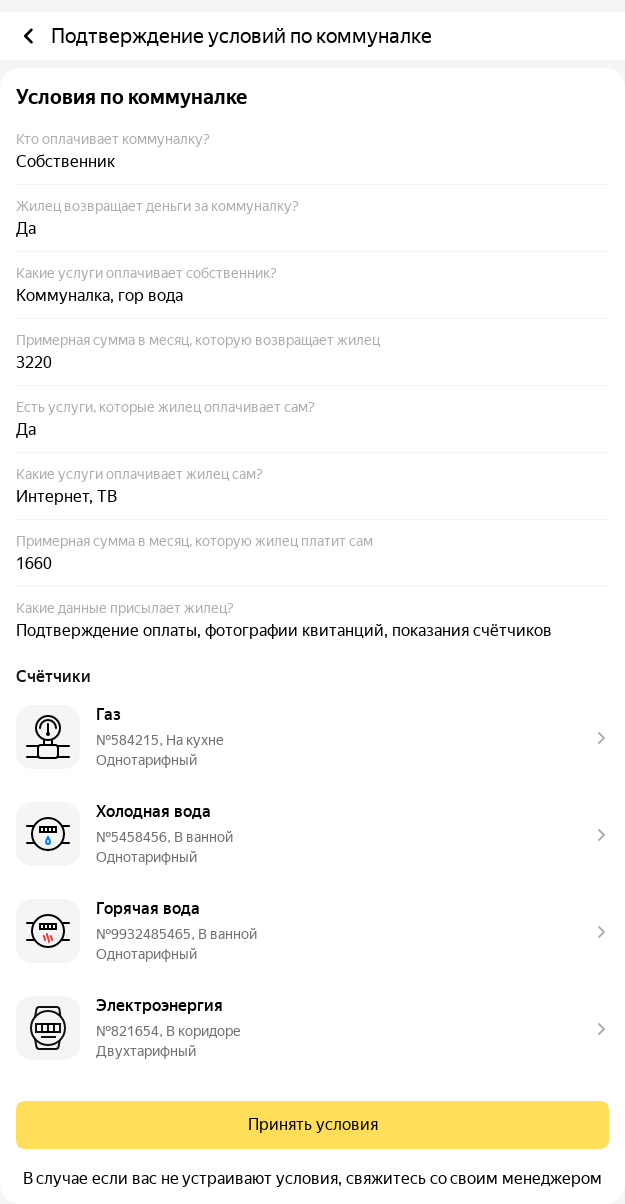 Подтверждение условий по коммуналке
Условия по коммуналке
Кто оплачивает коммуналку?
Собственник
Жилец возвращает деньги за коммуналку?
Да
Какие услуги оплачивает собственник?
Коммуналка, гор вода
Примерная сумма в месяц, которую возвращает жилец
3220
Есть услуги, которые жилец оплачивает сам?
Да
Какие услуги оплачивает жилец сам?
Интернет, ТВ
Примерная сумма в месяц, которую жилец платит сам
1660
Какие данные присылает жилец?
Подтверждение оплаты, фотографии квитанций, показания счётчиков
Счётчики
Газ
№584215, На кухне
Однотарифный
Холодная вода
№5458456, В ванной
Однотарифный
Горячая вода
№9932485465, В ванной
Однотарифный
Электроэнергия
№821654, В коридоре
Двухтарифный
Принять условия
В случае если вас не устраивают условия, свяжитесь со своим менеджером